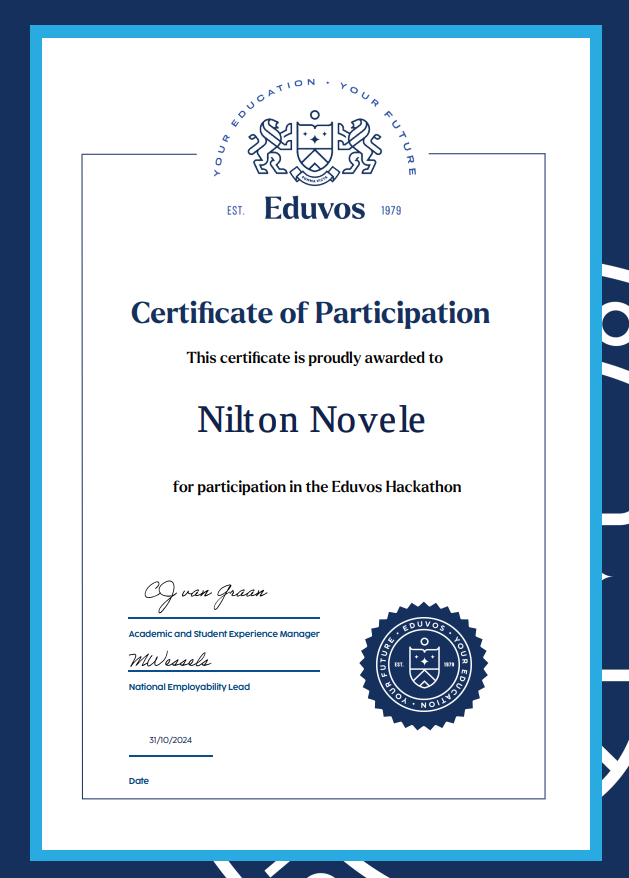 YOUR EDUCATION · YOUR FUTURE
EST. Eduvos 1979
Certificate of Participation
This certificate is proudly awarded to
Nilton Novele
for participation in the Eduvos Hackathon
CJ van Graan
Academic and Student Experience Manager
MWessels
National Employability Lead
· EDUVOS · YOUR EDUCATION · YOUR FUTURE
EST. 1979
31/10/2024
Date